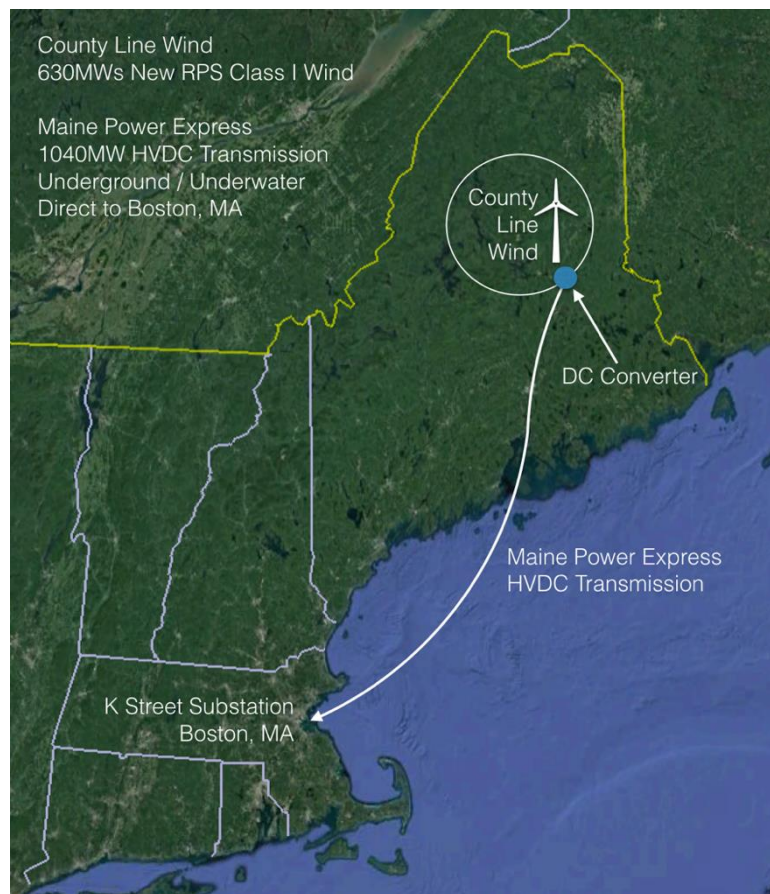 County Line Wind
630MWs New RPS Class I Wind
Maine Power Express
1040MW HVDC Transmission
Underground / Underwater
Direct to Boston, MA
County
Line
Wind
DC Converter
Maine Power Express
HVDC Transmission
K Street Substation
Boston, MA